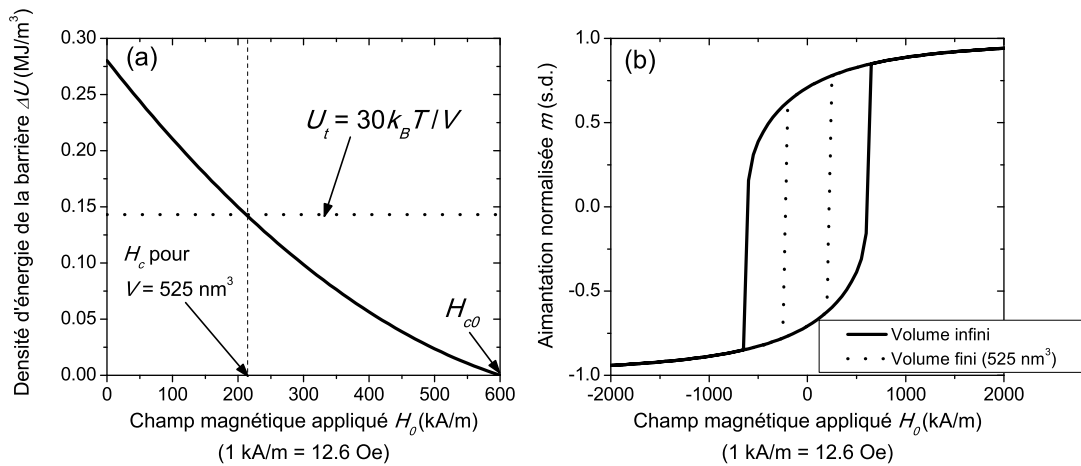 (a)
Densité d'énergie de la barrière ΔU (MJ/m³)
0.30
0.25
0.20
0.15
0.10
0.05
0.00
U_t = 30k_BT/V
H_c pour
V = 525 nm³
H_c0
0 100 200 300 400 500 600
Champ magnétique appliqué H_0(kA/m)
(1 kA/m = 12.6 Oe)
(b)
Aimantation normalisée m (s.d.)
1.0
0.5
0.0
-0.5
-1.0
Volume infini
Volume fini (525 nm³)
-2000 -1000 0 1000 2000
Champ magnétique appliqué H_0(kA/m)
(1 kA/m = 12.6 Oe)